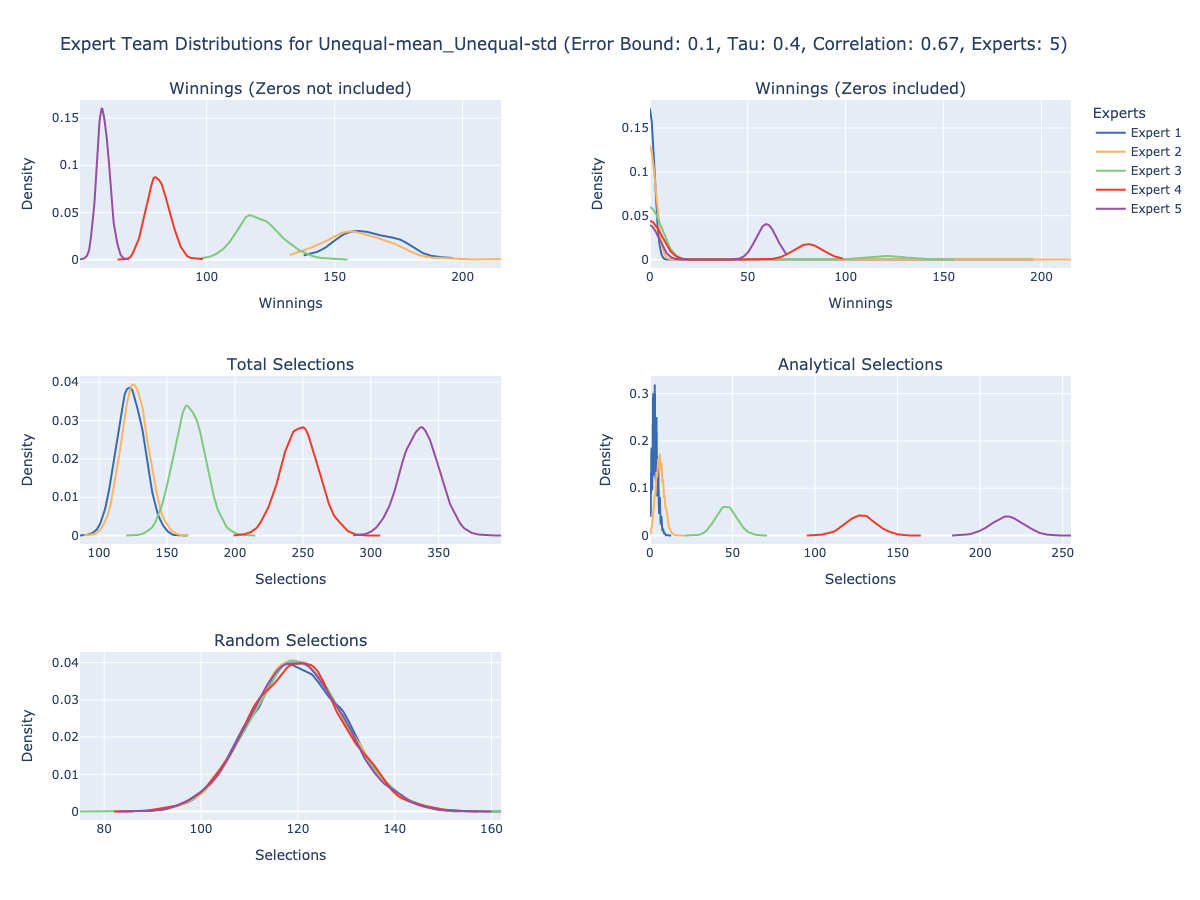 Expert Team Distributions for Unequal-mean_Unequal-std (Error Bound: 0.1, Tau: 0.4, Correlation: 0.67, Experts: 5)
Winnings (Zeros not included)
Density
0.15
0.1
0.05
0
100 150 200
Winnings
Winnings (Zeros included)
Density
0.15
0.1
0.05
0
0 50 100 150 200
Winnings
Experts
Expert 1
Expert 2
Expert 3
Expert 4
Expert 5
Total Selections
Density
0.04
0.03
0.02
0.01
0
100 150 200 250 300 350
Selections
Analytical Selections
Density
0.3
0.2
0.1
0
0 50 100 150 200 250
Selections
Random Selections
Density
0.04
0.03
0.02
0.01
0
80 100 120 140 160
Selections